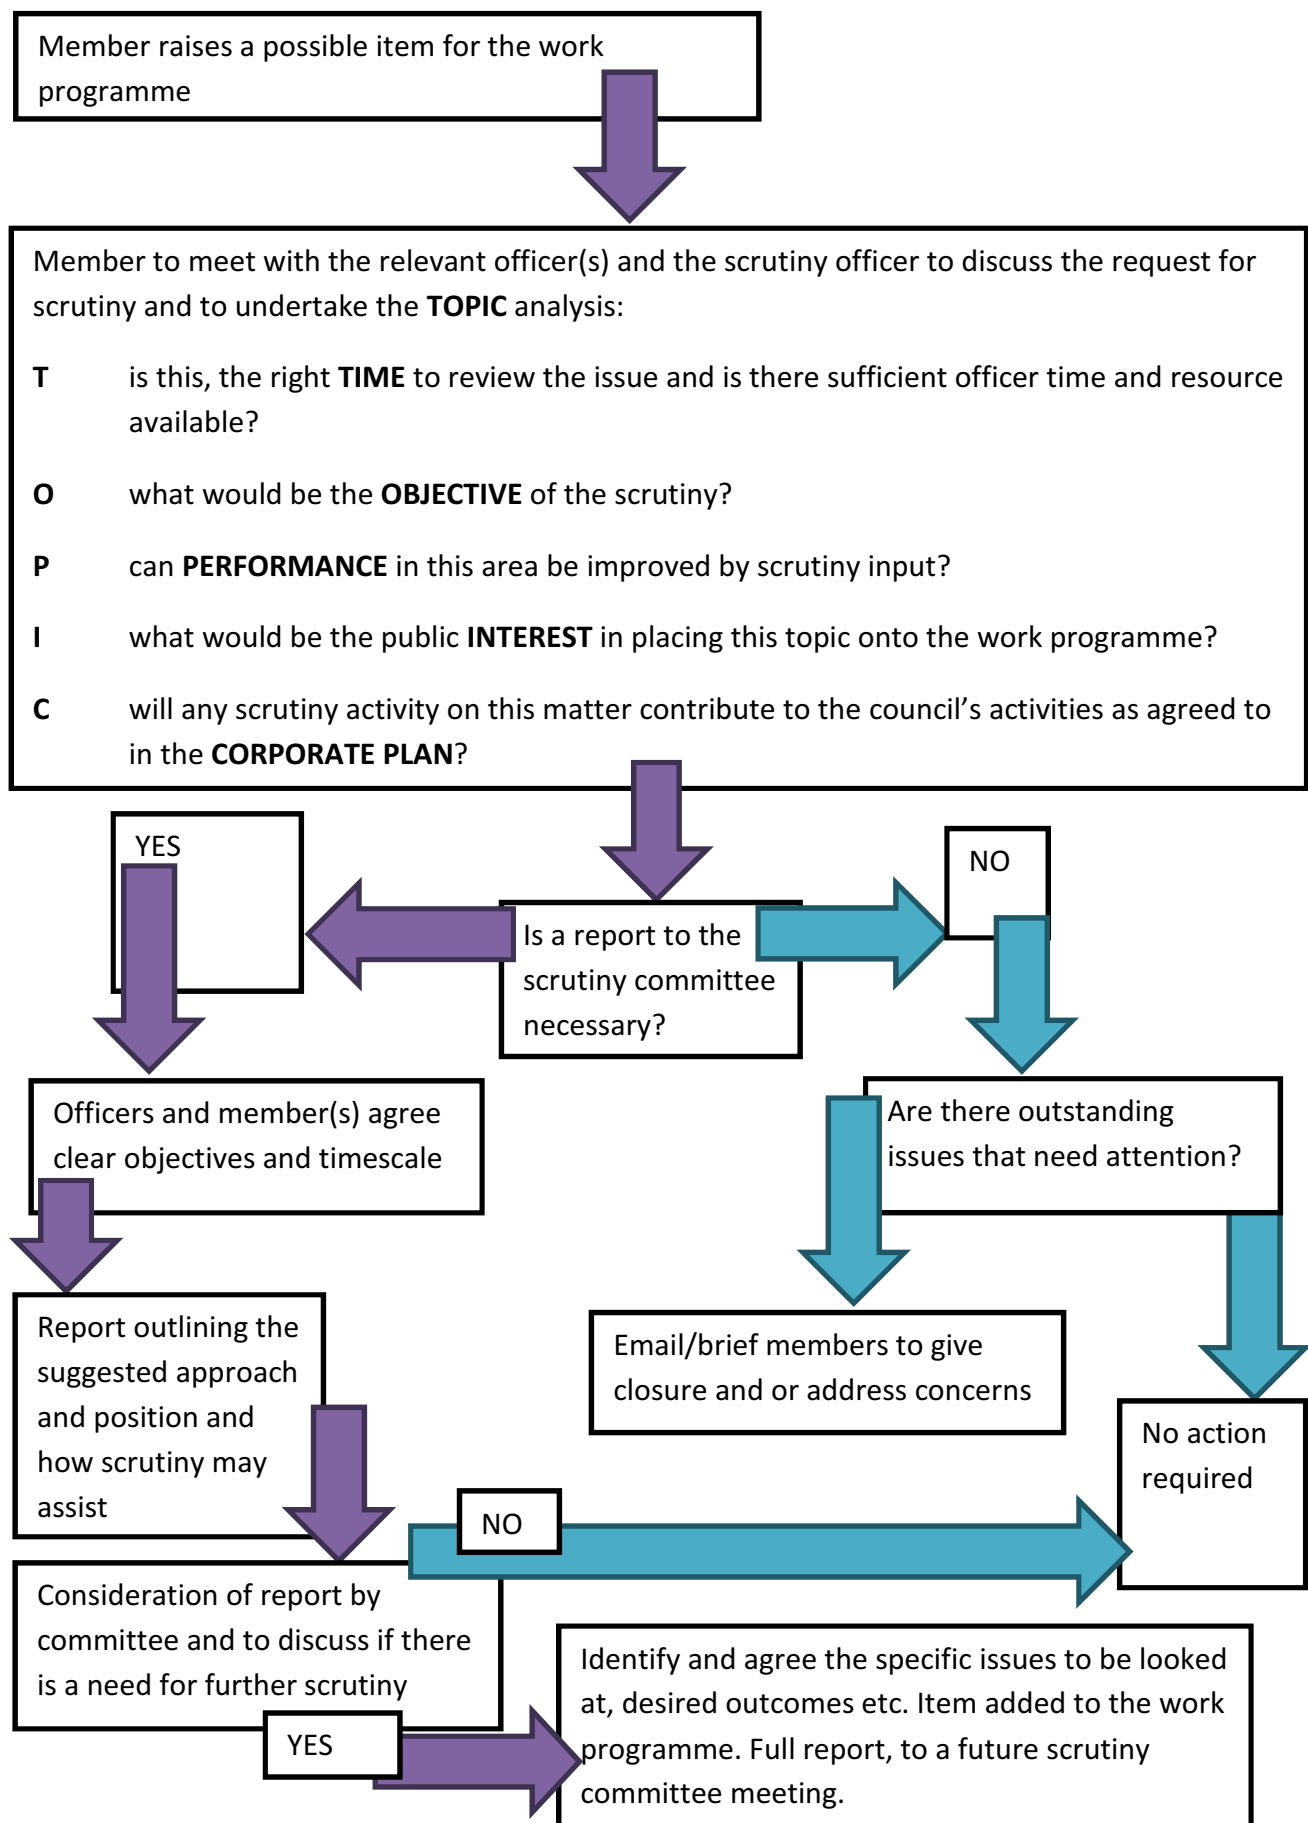 Member raises a possible item for the work
programme
Member to meet with the relevant officer(s) and the scrutiny officer to discuss the request for
scrutiny and to undertake the TOPIC analysis:
T is this, the right TIME to review the issue and is there sufficient officer time and resource
available?
O what would be the OBJECTIVE of the scrutiny?
P can PERFORMANCE in this area be improved by scrutiny input?
I what would be the public INTEREST in placing this topic onto the work programme?
C will any scrutiny activity on this matter contribute to the council’s activities as agreed to
in the CORPORATE PLAN?
YES
NO
Is a report to the
scrutiny committee
necessary?
Officers and member(s) agree
clear objectives and timescale
Are there outstanding
issues that need attention?
Report outlining the
suggested approach
and position and
how scrutiny may
assist
Email/brief members to give
closure and or address concerns
No action
required
NO
Consideration of report by
committee and to discuss if there
is a need for further scrutiny
YES
Identify and agree the specific issues to be looked
at, desired outcomes etc. Item added to the work
programme. Full report, to a future scrutiny
committee meeting.